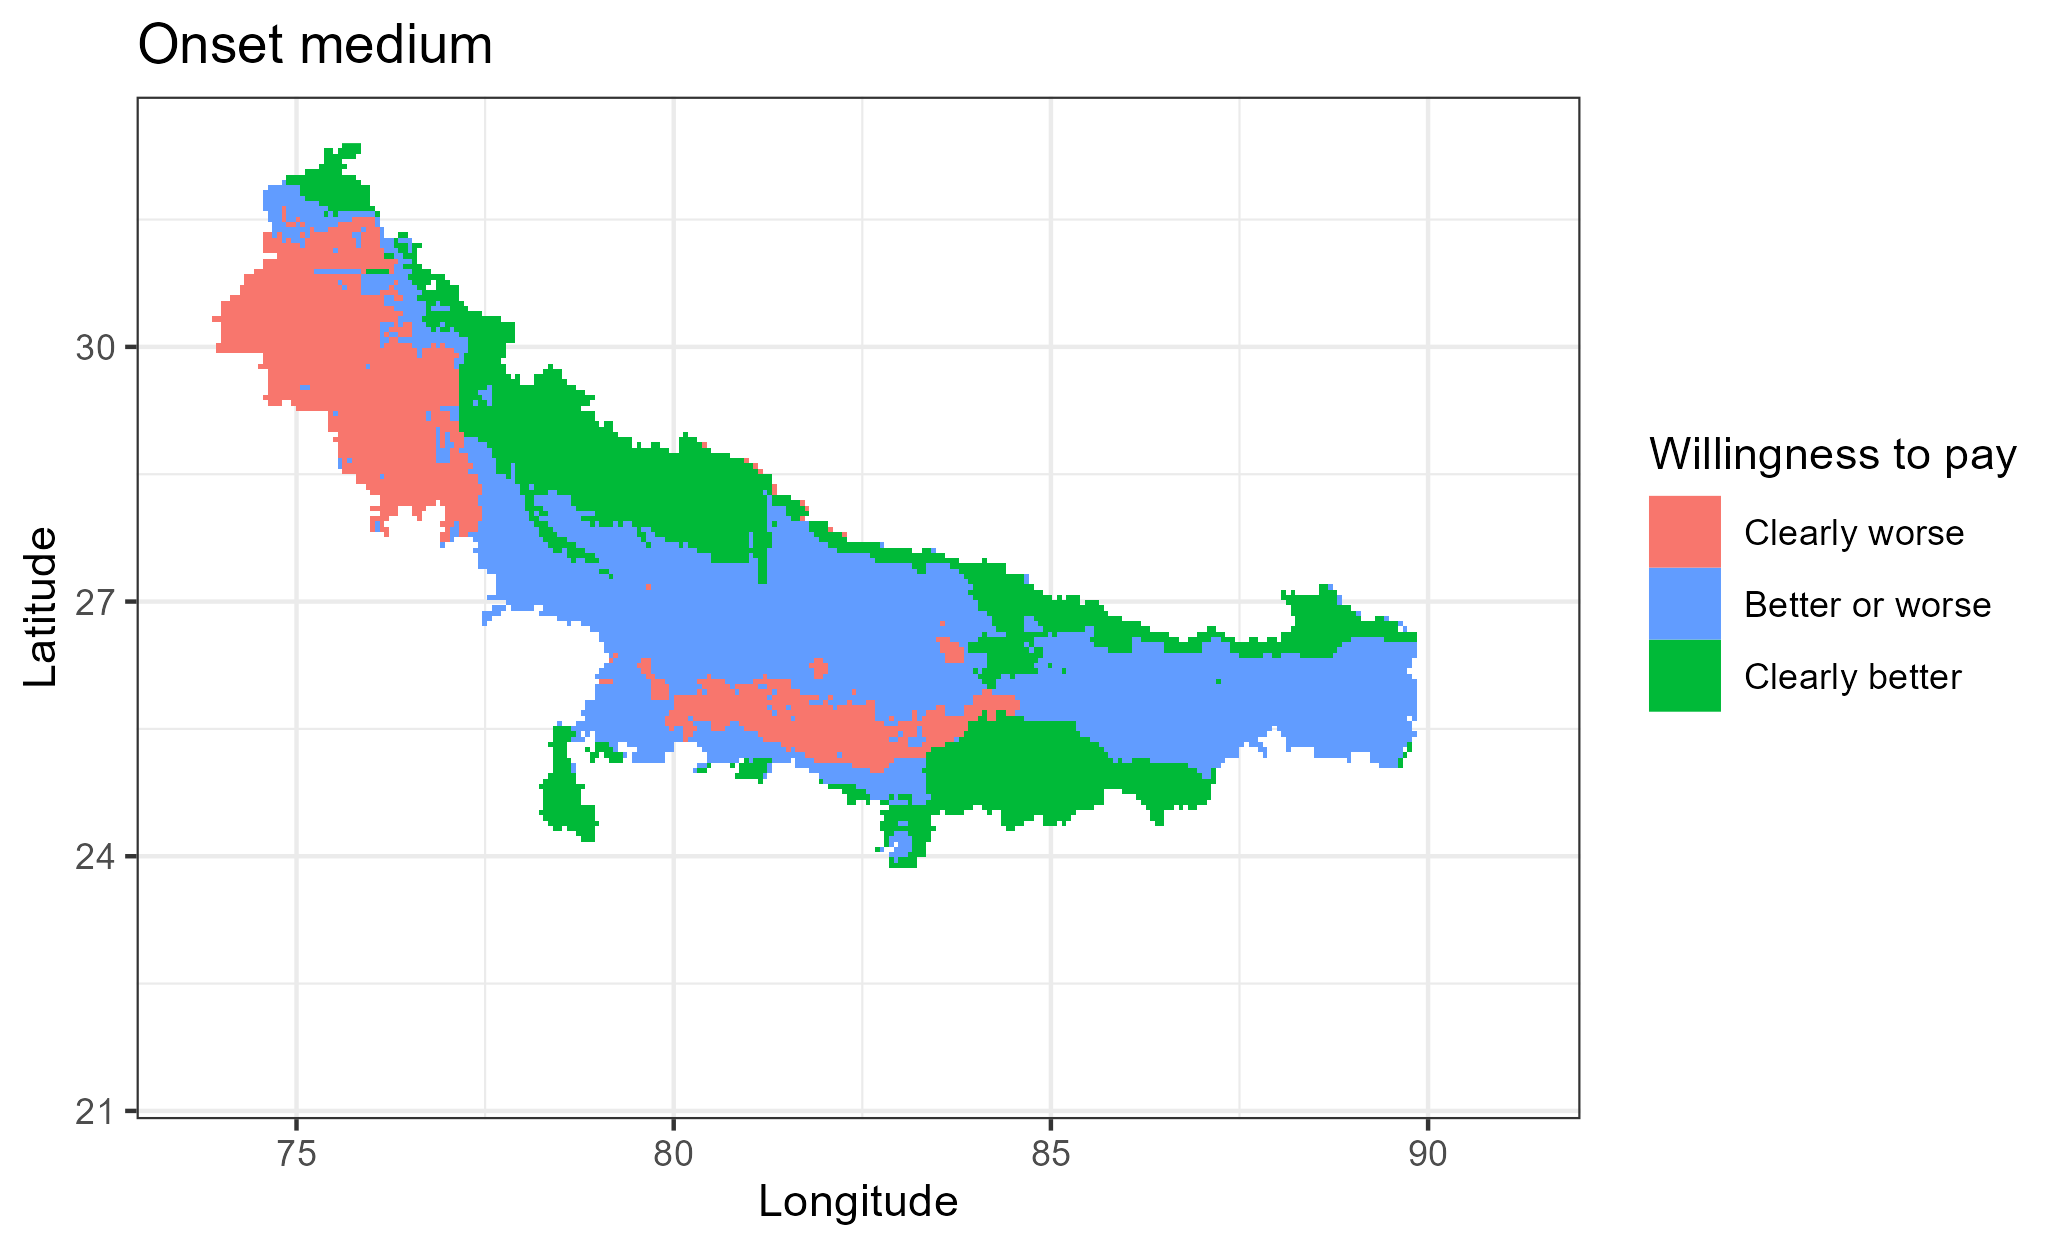 Onset medium
Latitude
30
27
24
21
75
80
85
90
Longitude
Willingness to pay
Clearly worse
Better or worse
Clearly better